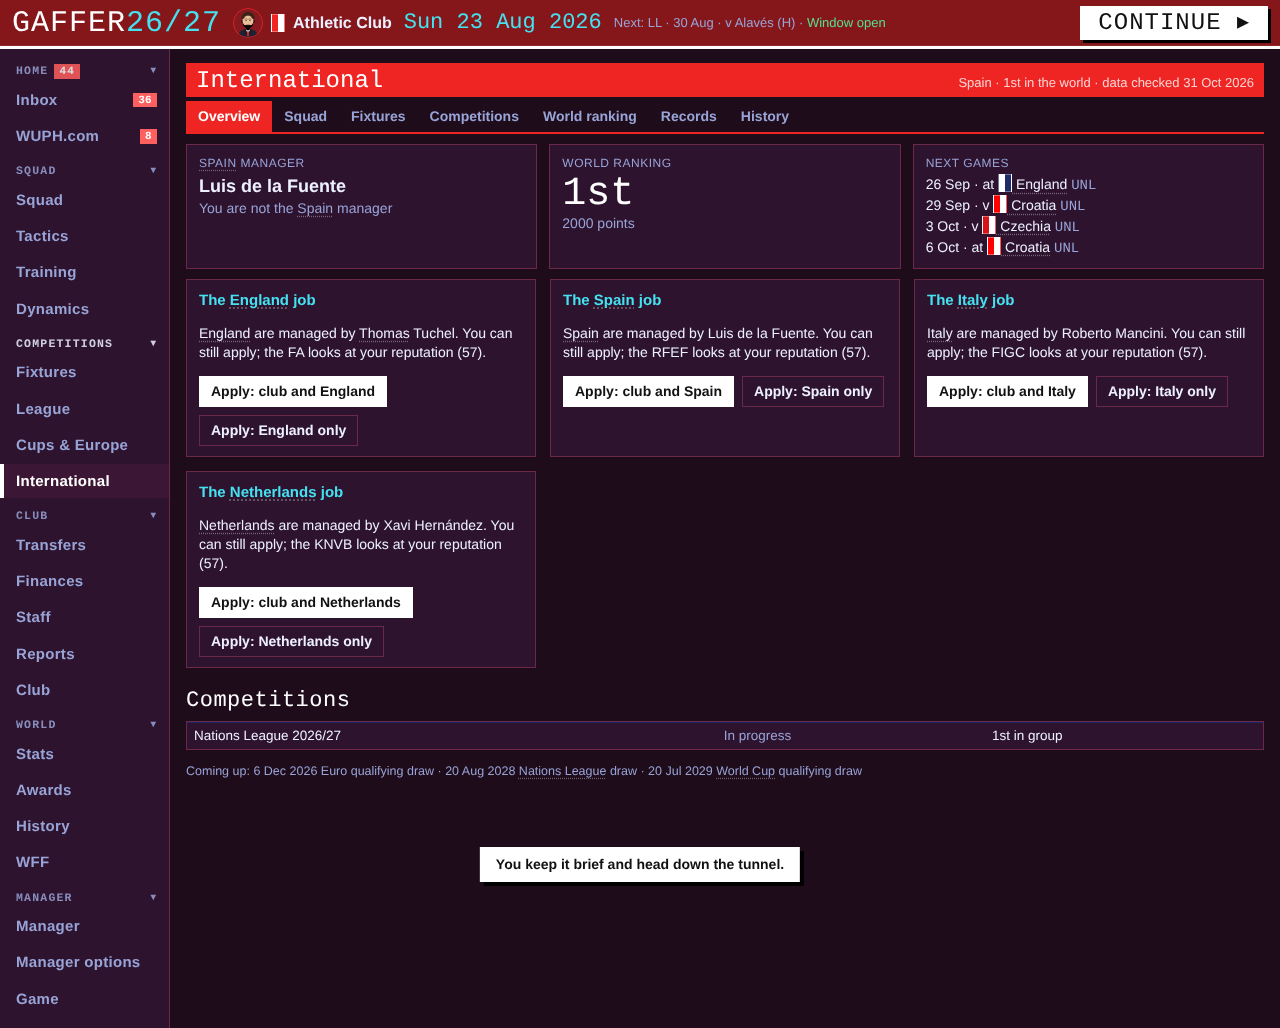 GAFFER26/27 Athletic Club Sun 23 Aug 2026 Next: LL · 30 Aug · v Alavés (H) · Window open CONTINUE ►
HOME 44 ▼
Inbox 36
WUPH.com 8
SQUAD ▼
Squad
Tactics
Training
Dynamics
COMPETITIONS ▼
Fixtures
League
Cups & Europe
International
CLUB ▼
Transfers
Finances
Staff
Reports
Club
WORLD ▼
Stats
Awards
History
WFF
MANAGER ▼
Manager
Manager options
Game
International Spain · 1st in the world · data checked 31 Oct 2026
Overview Squad Fixtures Competitions World ranking Records History
SPAIN MANAGER
Luis de la Fuente
You are not the Spain manager
WORLD RANKING
1st
2000 points
NEXT GAMES
26 Sep · at England UNL
29 Sep · v Croatia UNL
3 Oct · v Czechia UNL
6 Oct · at Croatia UNL
The England job
England are managed by Thomas Tuchel. You can
still apply; the FA looks at your reputation (57).
Apply: club and England
Apply: England only
The Spain job
Spain are managed by Luis de la Fuente. You can
still apply; the RFEF looks at your reputation (57).
Apply: club and Spain Apply: Spain only
The Italy job
Italy are managed by Roberto Mancini. You can still
apply; the FIGC looks at your reputation (57).
Apply: club and Italy Apply: Italy only
The Netherlands job
Netherlands are managed by Xavi Hernández. You
can still apply; the KNVB looks at your reputation
(57).
Apply: club and Netherlands
Apply: Netherlands only
Competitions
Nations League 2026/27 In progress 1st in group
Coming up: 6 Dec 2026 Euro qualifying draw · 20 Aug 2028 Nations League draw · 20 Jul 2029 World Cup qualifying draw
You keep it brief and head down the tunnel.